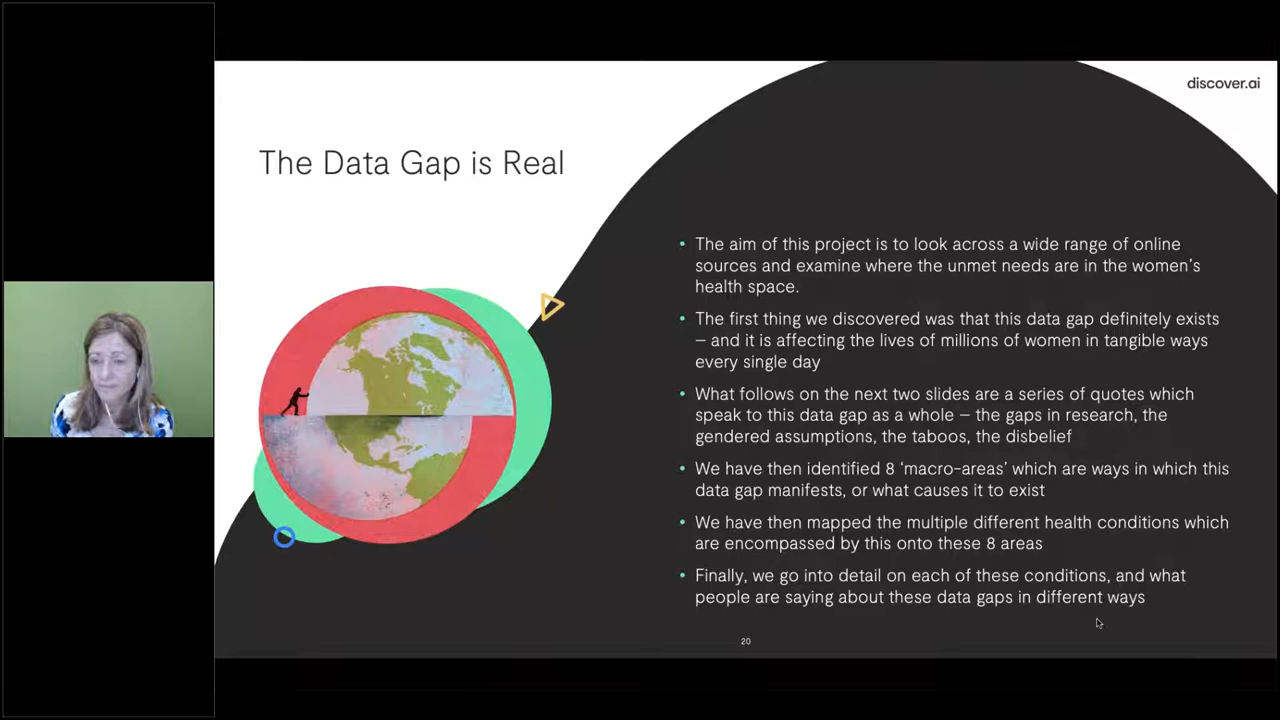 discover.ai
The Data Gap is Real
• The aim of this project is to look across a wide range of online
sources and examine where the unmet needs are in the women's
health space.
• The first thing we discovered was that this data gap definitely exists
– and it is affecting the lives of millions of women in tangible ways
every single day
• What follows on the next two slides are a series of quotes which
speak to this data gap as a whole – the gaps in research, the
gendered assumptions, the taboos, the disbelief
• We have then identified 8 ‘macro-areas’ which are ways in which this
data gap manifests, or what causes it to exist
• We have then mapped the multiple different health conditions which
are encompassed by this onto these 8 areas
• Finally, we go into detail on each of these conditions, and what
people are saying about these data gaps in different ways
20